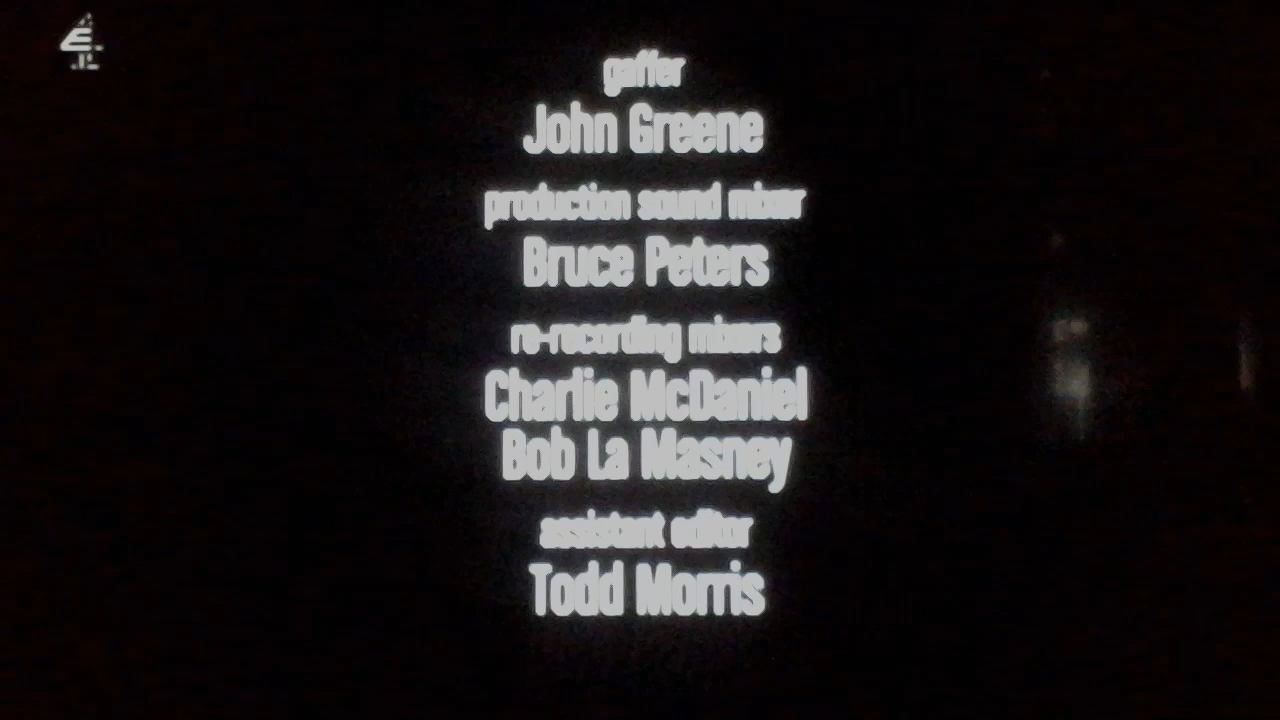 E4
gaffer
John Greene
production sound mixer
Bruce Peters
re-recording mixers
Charlie McDaniel
Bob La Masney
assistant editor
Todd Morris